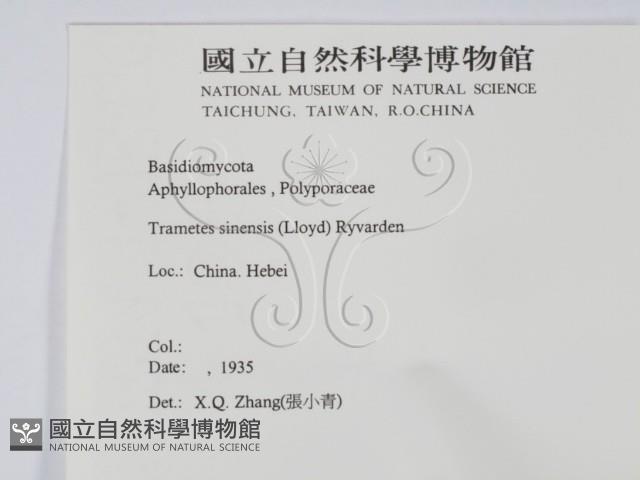 國立自然科學博物館
NATIONAL MUSEUM OF NATURAL SCIENCE
TAICHUNG, TAIWAN, R.O.CHINA
Basidiomycota
Aphyllophorales , Polyporaceae
Trametes sinensis (Lloyd) Ryvarden
Loc.: China. Hebei
Col.:
Date: , 1935
Det.: X.Q. Zhang(張小青)
國立自然科學博物館
NATIONAL MUSEUM OF NATURAL SCIENCE